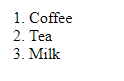 1. Coffee
2. Tea
3. Milk